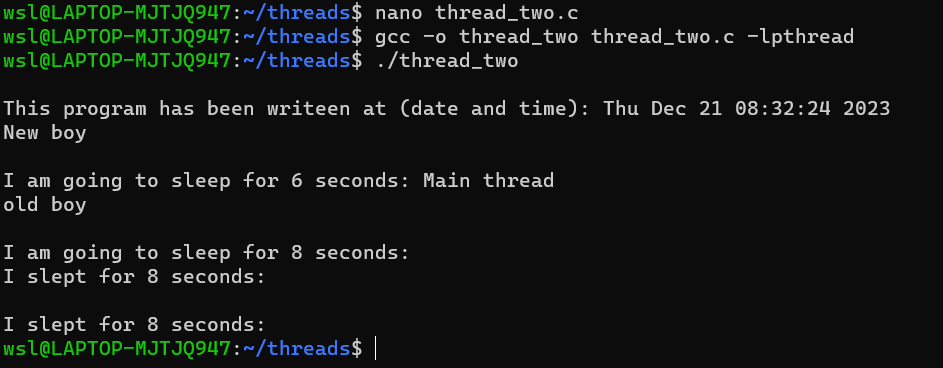 wsl@LAPTOP-MJTJQ947:~/threads$ nano thread_two.c
wsl@LAPTOP-MJTJQ947:~/threads$ gcc -o thread_two thread_two.c -lpthread
wsl@LAPTOP-MJTJQ947:~/threads$ ./thread_two
This program has been writeen at (date and time): Thu Dec 21 08:32:24 2023
New boy
I am going to sleep for 6 seconds: Main thread
old boy
I am going to sleep for 8 seconds:
I slept for 8 seconds:
I slept for 8 seconds:
wsl@LAPTOP-MJTJQ947:~/threads$